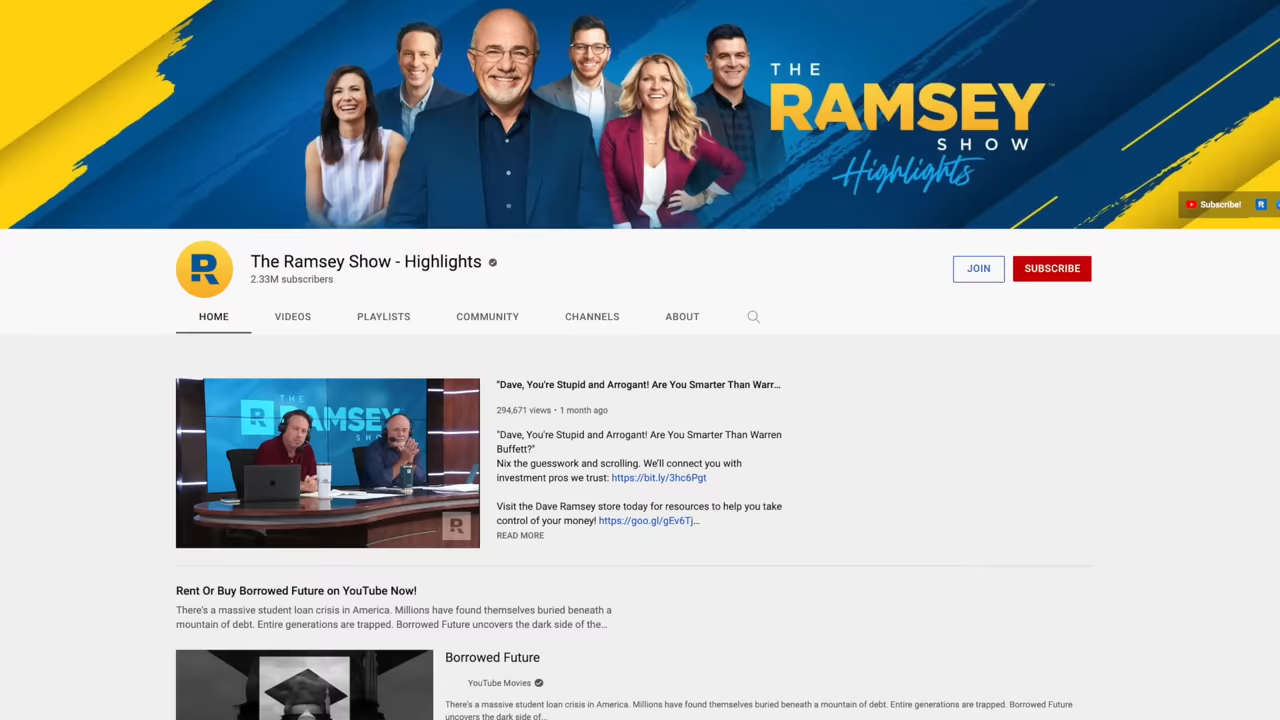 THE
RAMSEY™
SHOW
Highlights
Subscribe!
R
R
The Ramsey Show - Highlights
2.33M subscribers
JOIN
SUBSCRIBE
HOME
VIDEOS
PLAYLISTS
COMMUNITY
CHANNELS
ABOUT
THE
R RAMSEY
SHO
R
"Dave, You're Stupid and Arrogant! Are You Smarter Than Warr...
294,671 views • 1 month ago
"Dave, You're Stupid and Arrogant! Are You Smarter Than Warren
Buffett?"
Nix the guesswork and scrolling. We'll connect you with
investment pros we trust: https://bit.ly/3hc6Pgt
Visit the Dave Ramsey store today for resources to help you take
control of your money! https://goo.gl/gEv6Tj...
READ MORE
Rent Or Buy Borrowed Future on YouTube Now!
There's a massive student loan crisis in America. Millions have found themselves buried beneath a
mountain of debt. Entire generations are trapped. Borrowed Future uncovers the dark side of the...
Borrowed Future
YouTube Movies
There's a massive student loan crisis in America. Millions have found themselves buried beneath a mountain of debt. Entire generations are trapped. Borrowed Future
uncovers the dark side of...